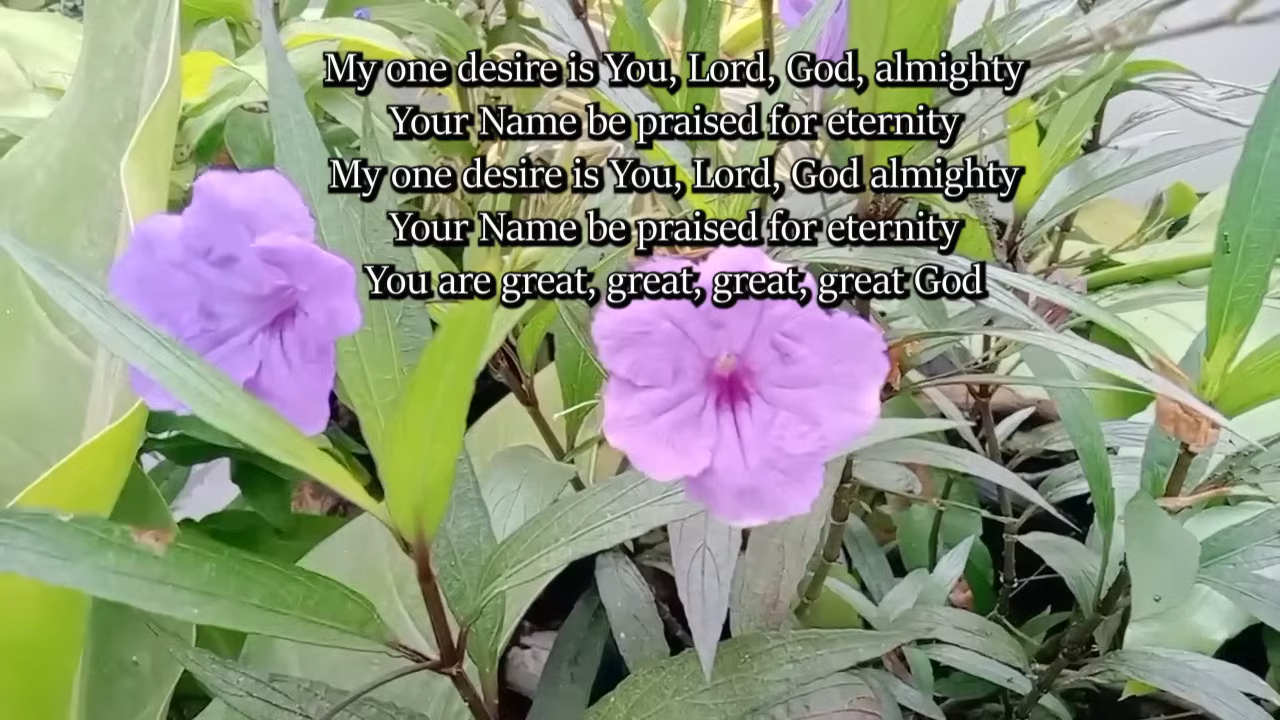 My one desire is You, Lord, God, almighty
Your Name be praised for eternity
My one desire is You, Lord, God almighty
Your Name be praised for eternity
You are great, great, great, great God